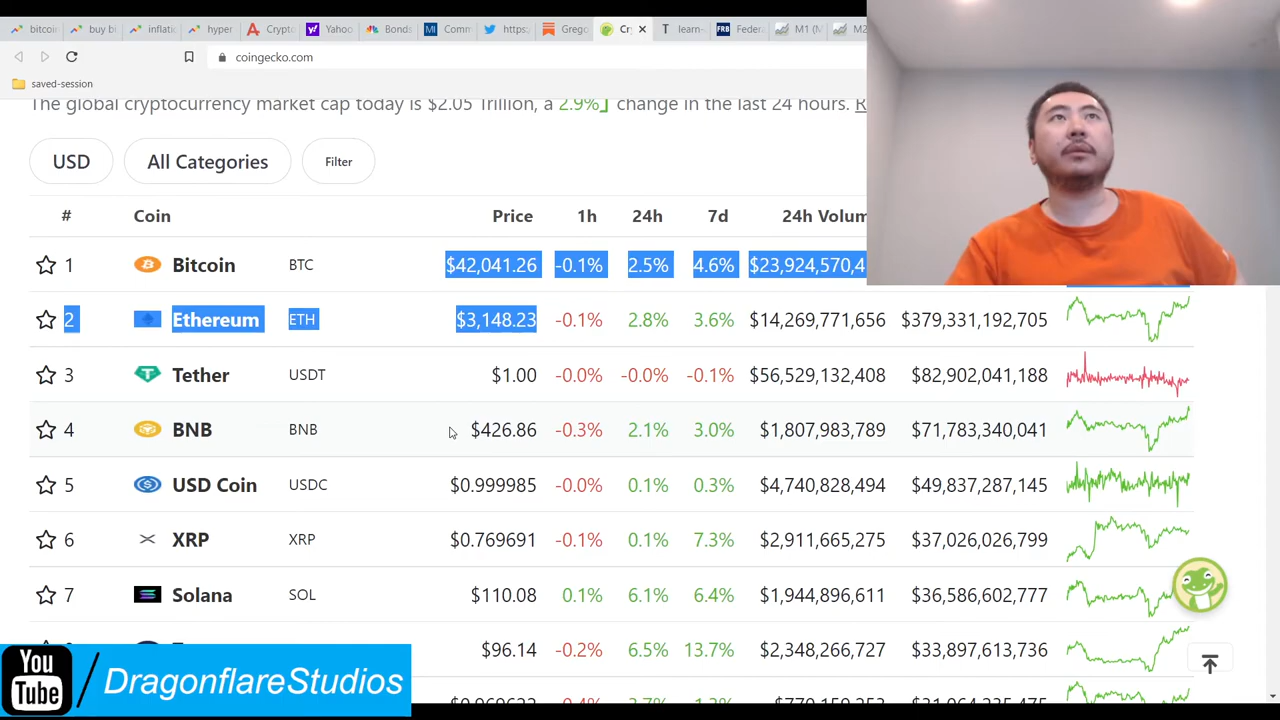 bitcoin
buy bi
inflatic
hyper
Crypto
Yahoo
Bonds
Comm
https:
Grego
Cry
learn-
Federa
M1 (M
M2
coingecko.com
saved-session
The global cryptocurrency market cap today is $2.05 Trillion, a 2.9% change in the last 24 hours. R
USD All Categories Filter
# Coin Price 1h 24h 7d 24h Volum
1 Bitcoin BTC $42,041.26 -0.1% 2.5% 4.6% $23,924,570,4
2 Ethereum ETH $3,148.23 -0.1% 2.8% 3.6% $14,269,771,656 $379,331,192,705
3 Tether USDT $1.00 -0.0% -0.0% -0.1% $56,529,132,408 $82,902,041,188
4 BNB BNB $426.86 -0.3% 2.1% 3.0% $1,807,983,789 $71,783,340,041
5 USD Coin USDC $0.999985 -0.0% 0.1% 0.3% $4,740,828,494 $49,837,287,145
6 XRP XRP $0.769691 -0.1% 0.1% 7.3% $2,911,665,275 $37,026,026,799
7 Solana SOL $110.08 0.1% 6.1% 6.4% $1,944,896,611 $36,586,602,777
$96.14 -0.2% 6.5% 13.7% $2,348,266,727 $33,897,613,736
You Tube / DragonflareStudios